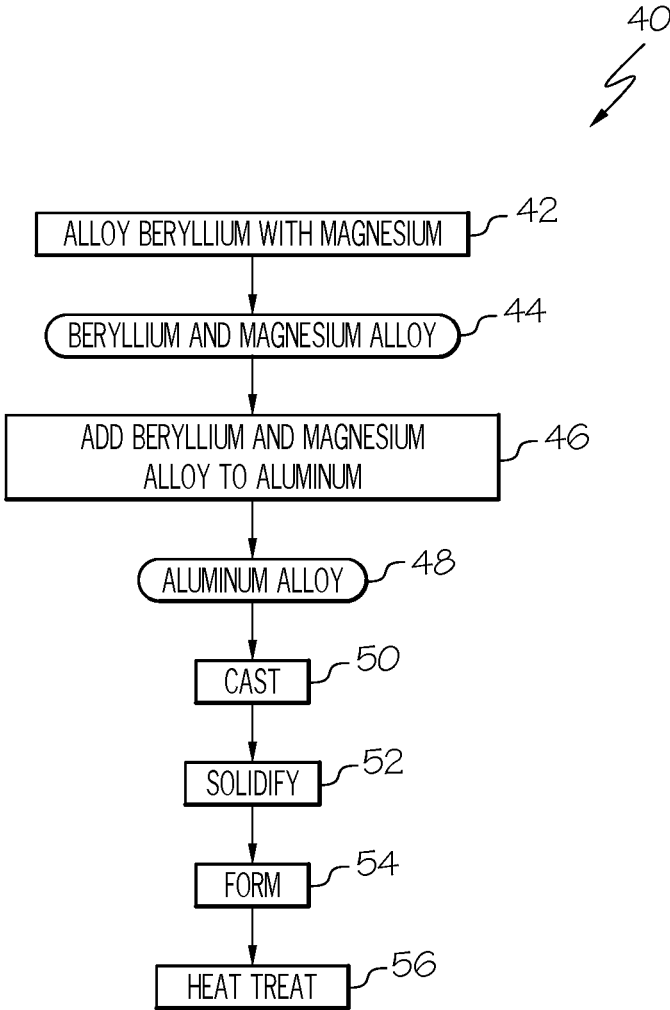 40
ALLOY BERYLLIUM WITH MAGNESIUM
42
BERYLLIUM AND MAGNESIUM ALLOY
44
ADD BERYLLIUM AND MAGNESIUM
ALLOY TO ALUMINUM
46
ALUMINUM ALLOY
48
CAST
50
SOLIDIFY
52
FORM
54
HEAT TREAT
56